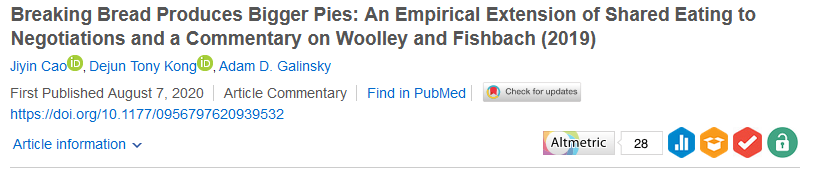 Breaking Bread Produces Bigger Pies: An Empirical Extension of Shared Eating to
Negotiations and a Commentary on Woolley and Fishbach (2019)
Jiyin Cao iD, Dejun Tony Kong iD, Adam D. Galinsky
First Published August 7, 2020 Article Commentary Find in PubMed Check for updates
https://doi.org/10.1177/0956797620939532
Article information Altmetric 28